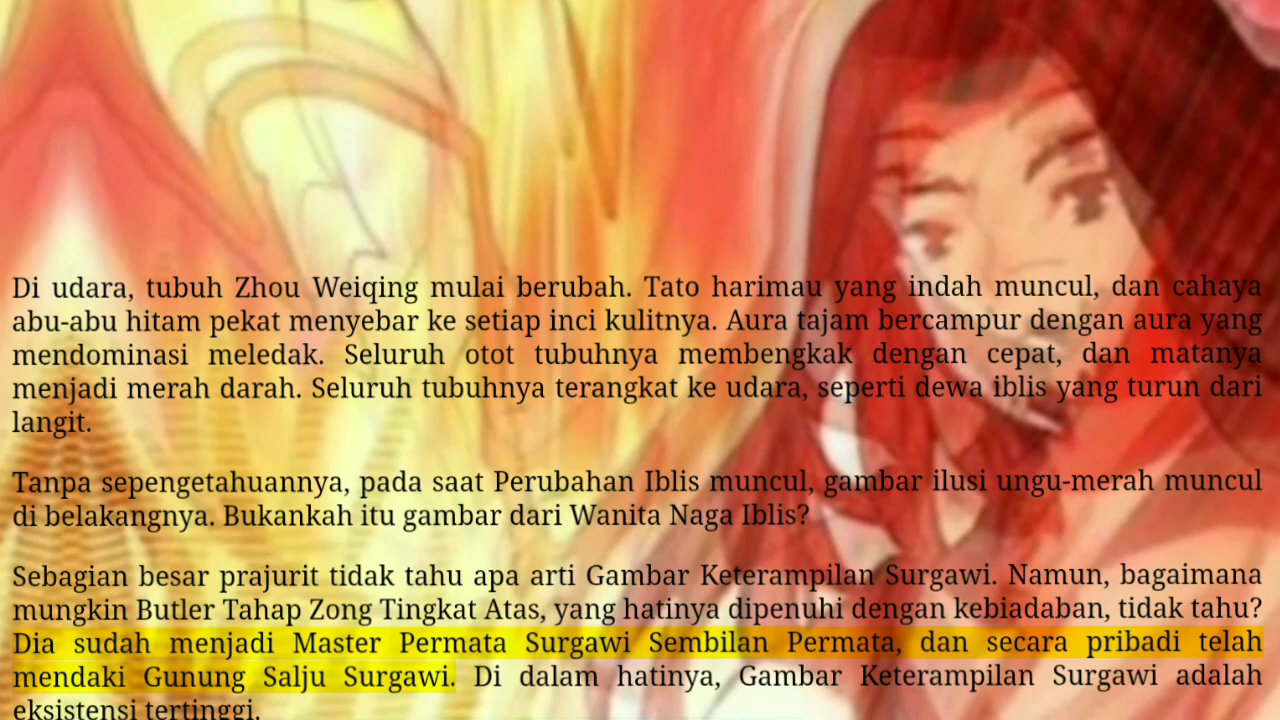 Di udara, tubuh Zhou Weiqing mulai berubah. Tato harimau yang indah muncul, dan cahaya
abu-abu hitam pekat menyebar ke setiap inci kulitnya. Aura tajam bercampur dengan aura yang
mendominasi meledak. Seluruh otot tubuhnya membengkak dengan cepat, dan matanya
menjadi merah darah. Seluruh tubuhnya terangkat ke udara, seperti dewa iblis yang turun dari
langit.
Tanpa sepengetahuannya, pada saat Perubahan Iblis muncul, gambar ilusi ungu-merah muncul
di belakangnya. Bukankah itu gambar dari Wanita Naga Iblis?
Sebagian besar prajurit tidak tahu apa arti Gambar Keterampilan Surgawi. Namun, bagaimana
mungkin Butler Tahap Zong Tingkat Atas, yang hatinya dipenuhi dengan kebiadaban, tidak tahu?
Dia sudah menjadi Master Permata Surgawi Sembilan Permata, dan secara pribadi telah
mendaki Gunung Salju Surgawi. Di dalam hatinya, Gambar Keterampilan Surgawi adalah
eksistensi tertinggi.